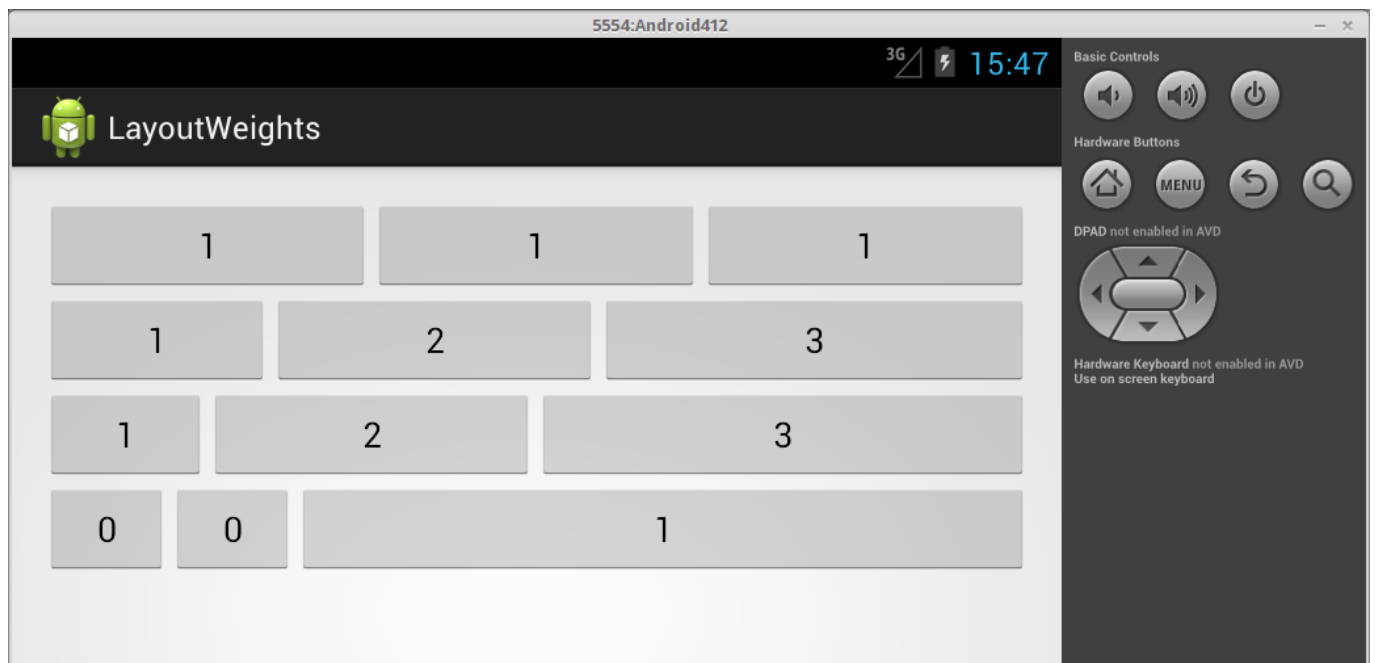 5554:Android412
3G 15:47
LayoutWeights
1 1 1
1 2 3
1 2 3
0 0 1
Basic Controls
Hardware Buttons
MENU
DPAD not enabled in AVD
Hardware Keyboard not enabled in AVD
Use on screen keyboard